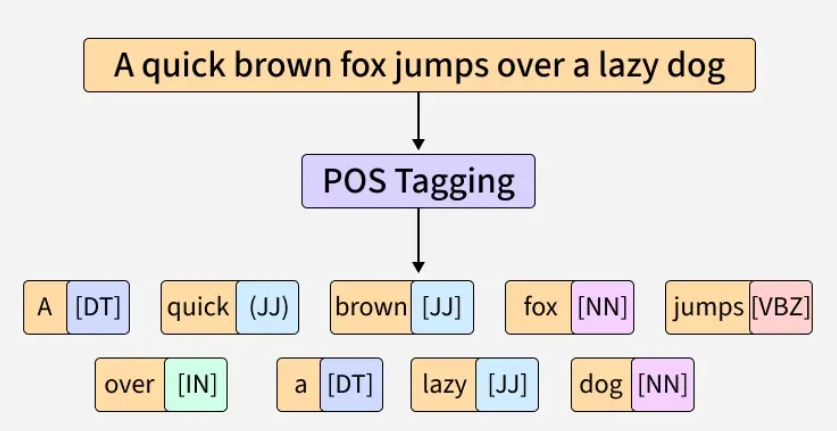 A quick brown fox jumps over a lazy dog
POS Tagging
A [DT] quick (JJ) brown [JJ] fox [NN] jumps [VBZ]
over [IN] a [DT] lazy [JJ] dog [NN]